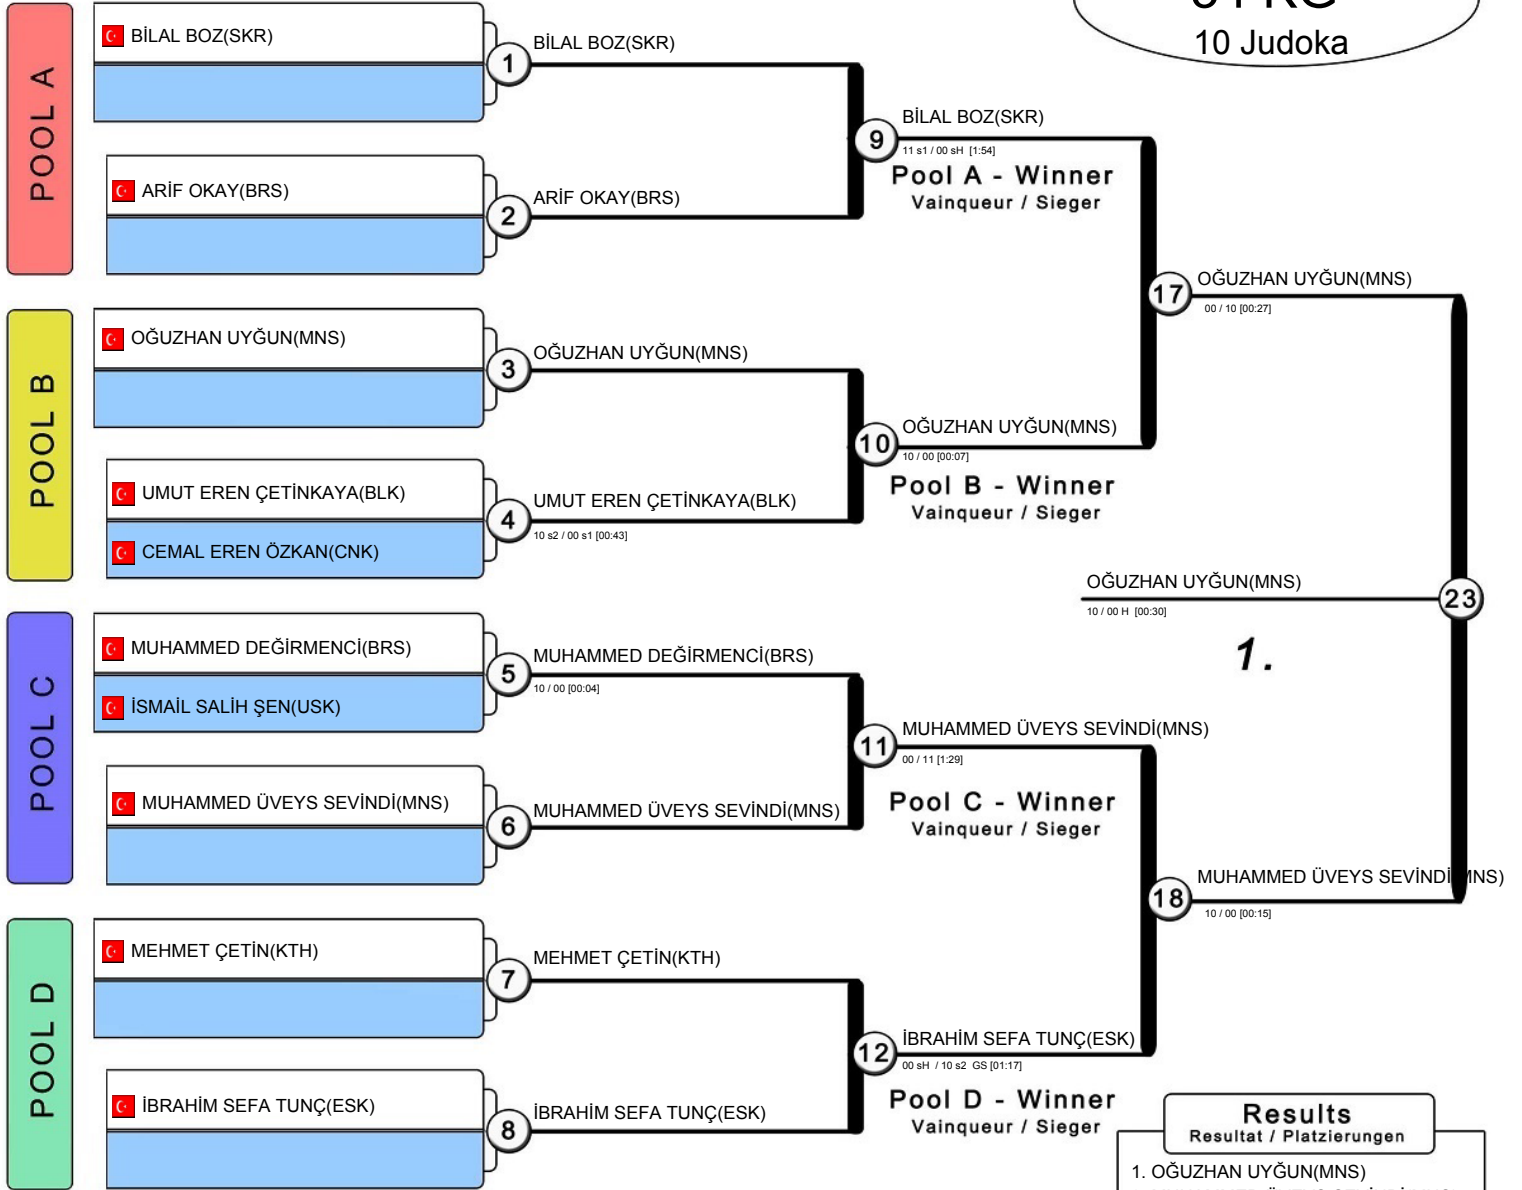 10 Judoka
POOL A
BİLAL BOZ(SKR)
1
BİLAL BOZ(SKR)
ARİF OKAY(BRS)
2
ARİF OKAY(BRS)
9
BİLAL BOZ(SKR)
11 s1 / 00 sH [1:54]
Pool A - Winner
Vainqueur / Sieger
POOL B
OĞUZHAN UYĞUN(MNS)
3
OĞUZHAN UYĞUN(MNS)
UMUT EREN ÇETİNKAYA(BLK)
CEMAL EREN ÖZKAN(CNK)
4
UMUT EREN ÇETİNKAYA(BLK)
10 s2 / 00 s1 [00:43]
10
OĞUZHAN UYĞUN(MNS)
10 / 00 [00:07]
Pool B - Winner
Vainqueur / Sieger
17
OĞUZHAN UYĞUN(MNS)
00 / 10 [00:27]
POOL C
MUHAMMED DEĞİRMENCİ(BRS)
İSMAİL SALİH ŞEN(USK)
5
MUHAMMED DEĞİRMENCİ(BRS)
10 / 00 [00:04]
MUHAMMED ÜVEYS SEVİNDİ(MNS)
6
MUHAMMED ÜVEYS SEVİNDİ(MNS)
11
MUHAMMED ÜVEYS SEVİNDİ(MNS)
00 / 11 [1:29]
Pool C - Winner
Vainqueur / Sieger
POOL D
MEHMET ÇETİN(KTH)
7
MEHMET ÇETİN(KTH)
İBRAHİM SEFA TUNÇ(ESK)
8
İBRAHİM SEFA TUNÇ(ESK)
12
İBRAHİM SEFA TUNÇ(ESK)
00 sH / 10 s2 GS [01:17]
Pool D - Winner
Vainqueur / Sieger
18
MUHAMMED ÜVEYS SEVİNDİ(MNS)
10 / 00 [00:15]
OĞUZHAN UYĞUN(MNS)
23
10 / 00 H [00:30]
1.
Results
Resultat / Platzierungen
1. OĞUZHAN UYĞUN(MNS)